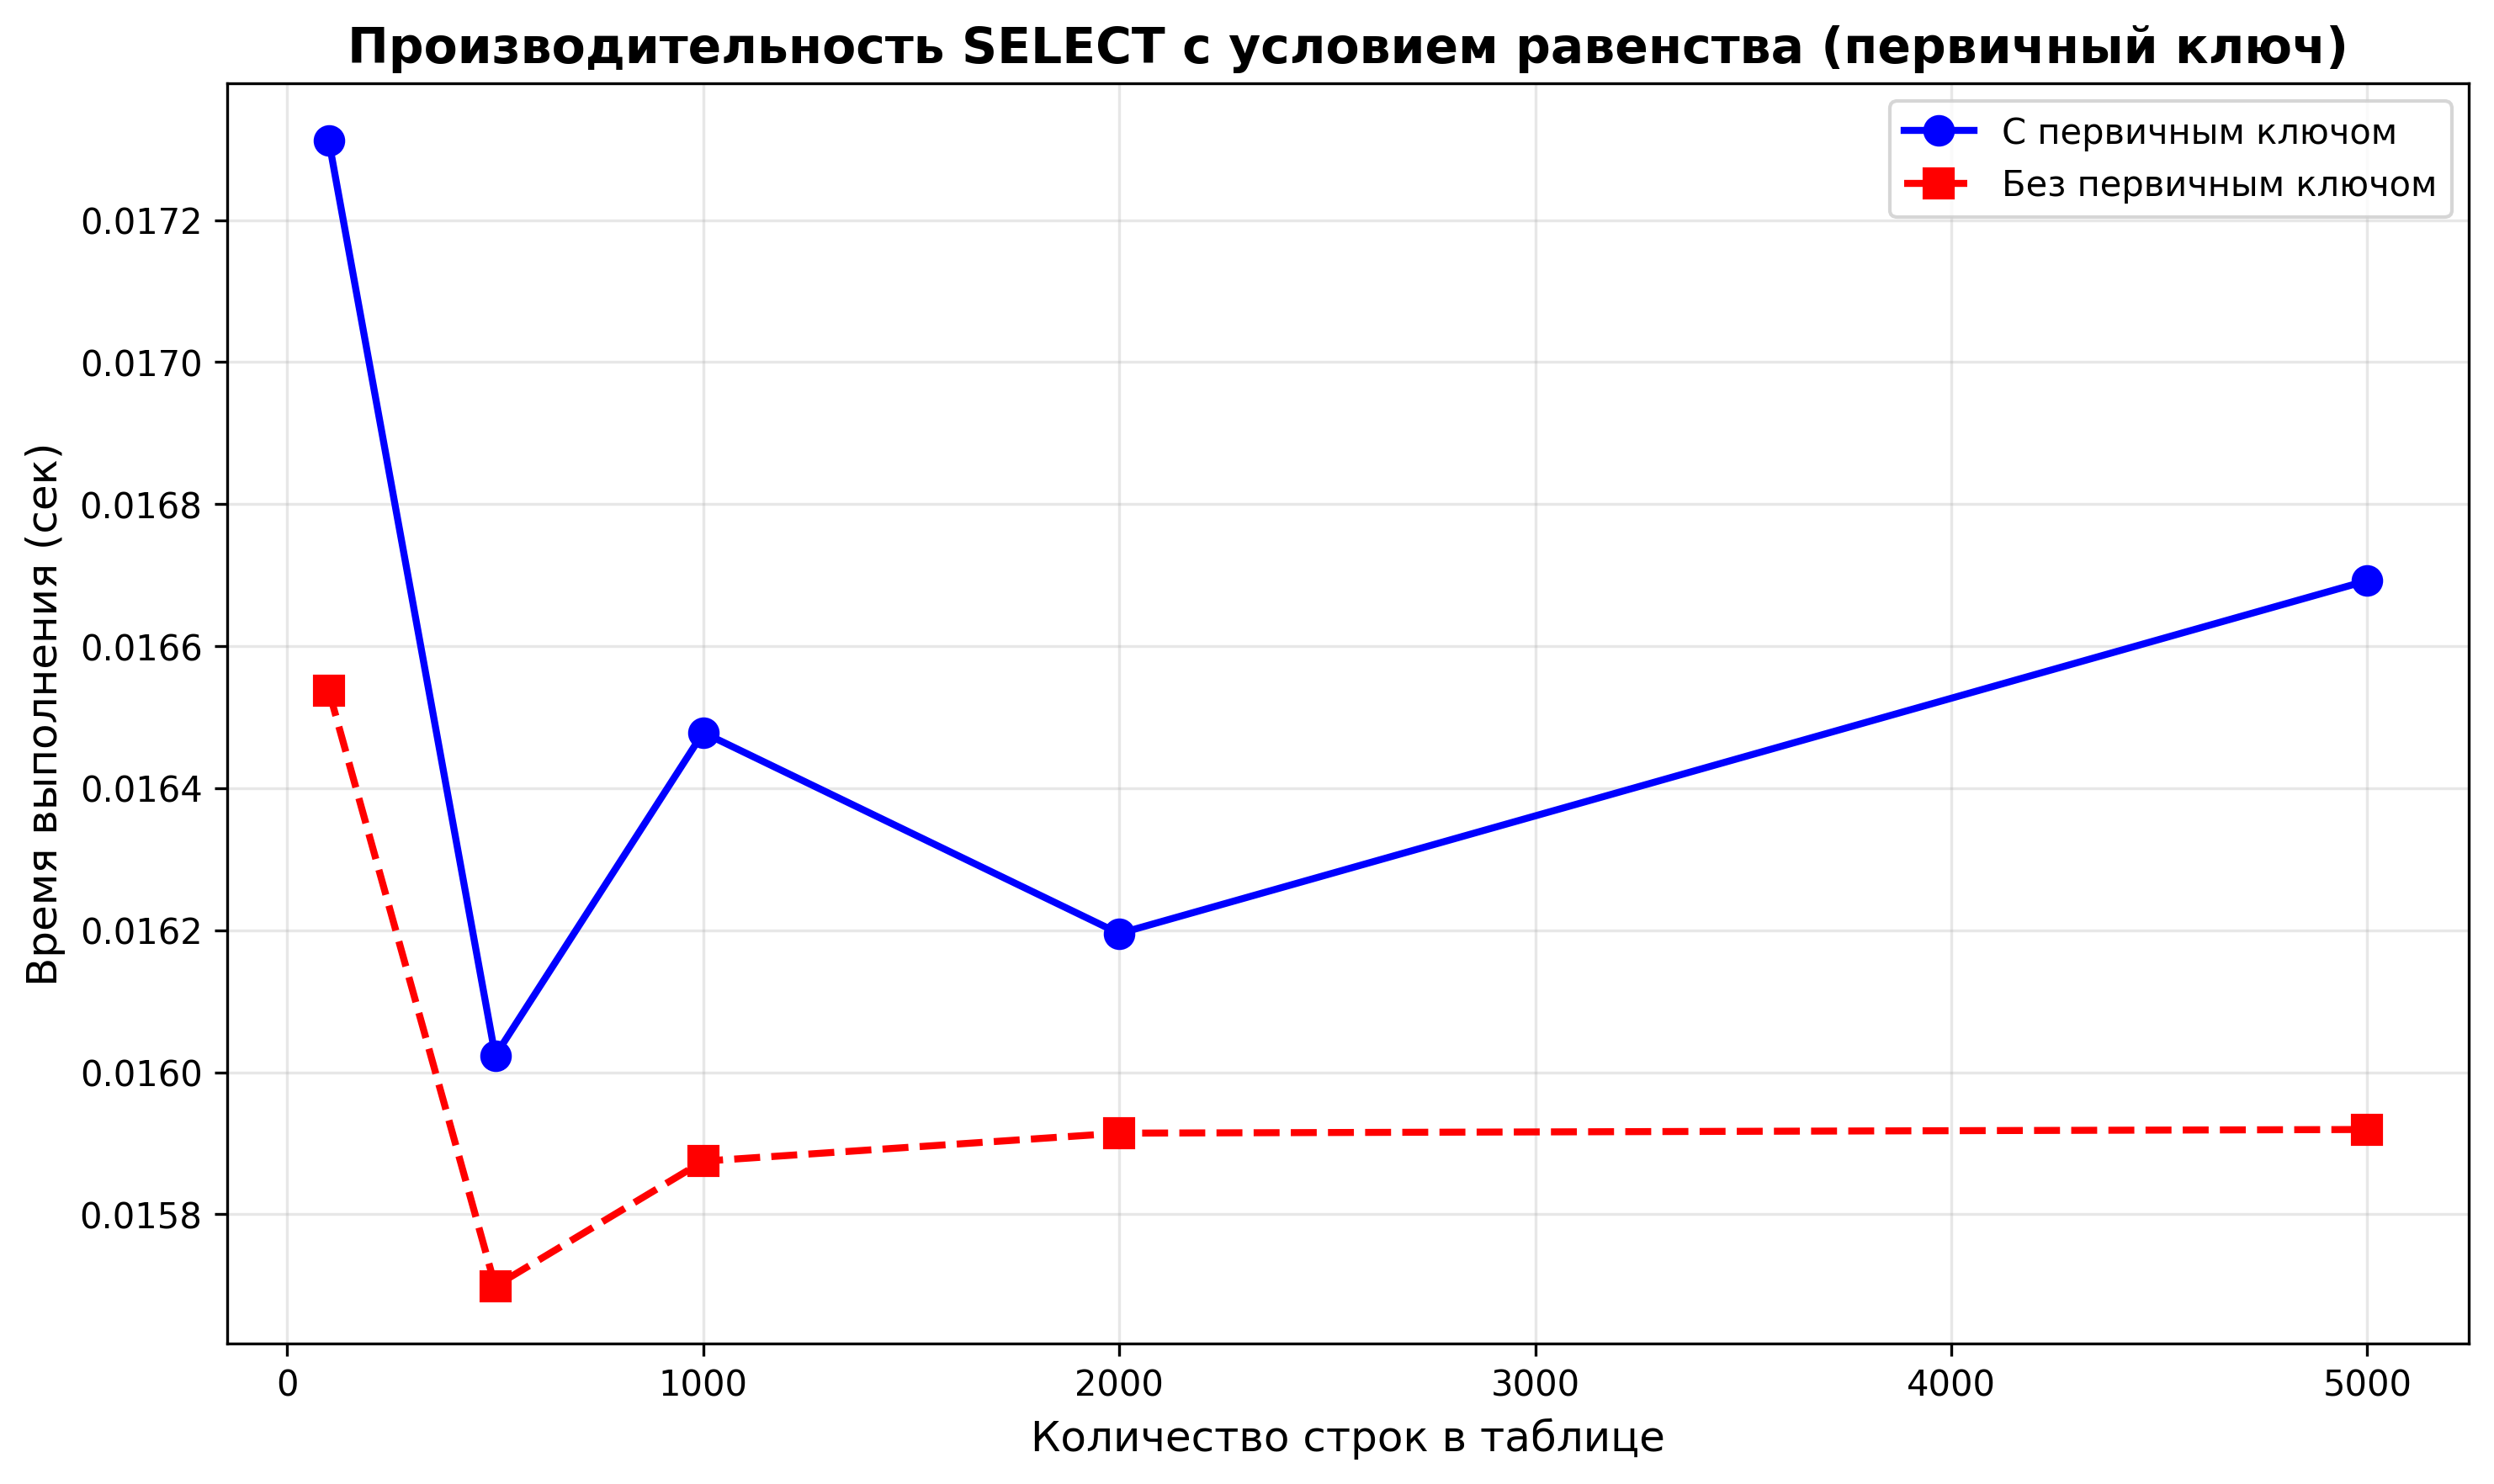 Производительность SELECT с условием равенства (первичный ключ)
С первичным ключом
Без первичным ключом
0.0172
0.0170
0.0168
0.0166
0.0164
0.0162
0.0160
0.0158
Время выполнения (сек)
0 1000 2000 3000 4000 5000
Количество строк в таблице